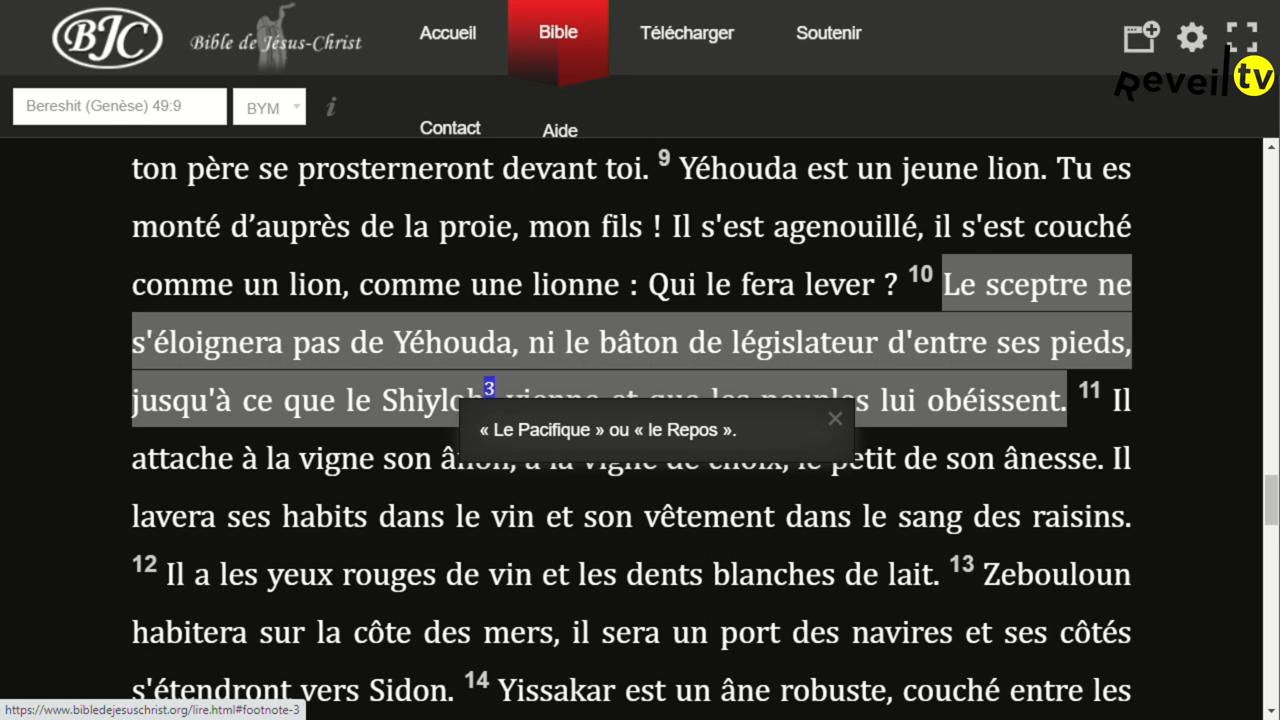 BJC
Bible de Jésus-Christ
Accueil
Bible
Télécharger
Soutenir
Reveil tv
Bereshit (Genèse) 49:9
BYM
i
Contact
Aide
ton père se prosterneront devant toi. 9 Yéhouda est un jeune lion. Tu es
monté d’auprès de la proie, mon fils ! Il s'est agenouillé, il s'est couché
comme un lion, comme une lionne : Qui le fera lever ? 10 Le sceptre ne
s'éloignera pas de Yéhouda, ni le bâton de législateur d'entre ses pieds,
jusqu'à ce que le Shiyloh 3 vienne et que les peuples lui obéissent. 11 Il
« Le Pacifique » ou « le Repos ».
attache à la vigne son ânon, à la vigne de choix, le petit de son ânesse. Il
lavera ses habits dans le vin et son vêtement dans le sang des raisins.
12 Il a les yeux rouges de vin et les dents blanches de lait. 13 Zebouloun
habitera sur la côte des mers, il sera un port des navires et ses côtés
s'étendront vers Sidon. 14 Yissakar est un âne robuste, couché entre les
https://www.bibledejesuschrist.org/lire.html#footnote-3